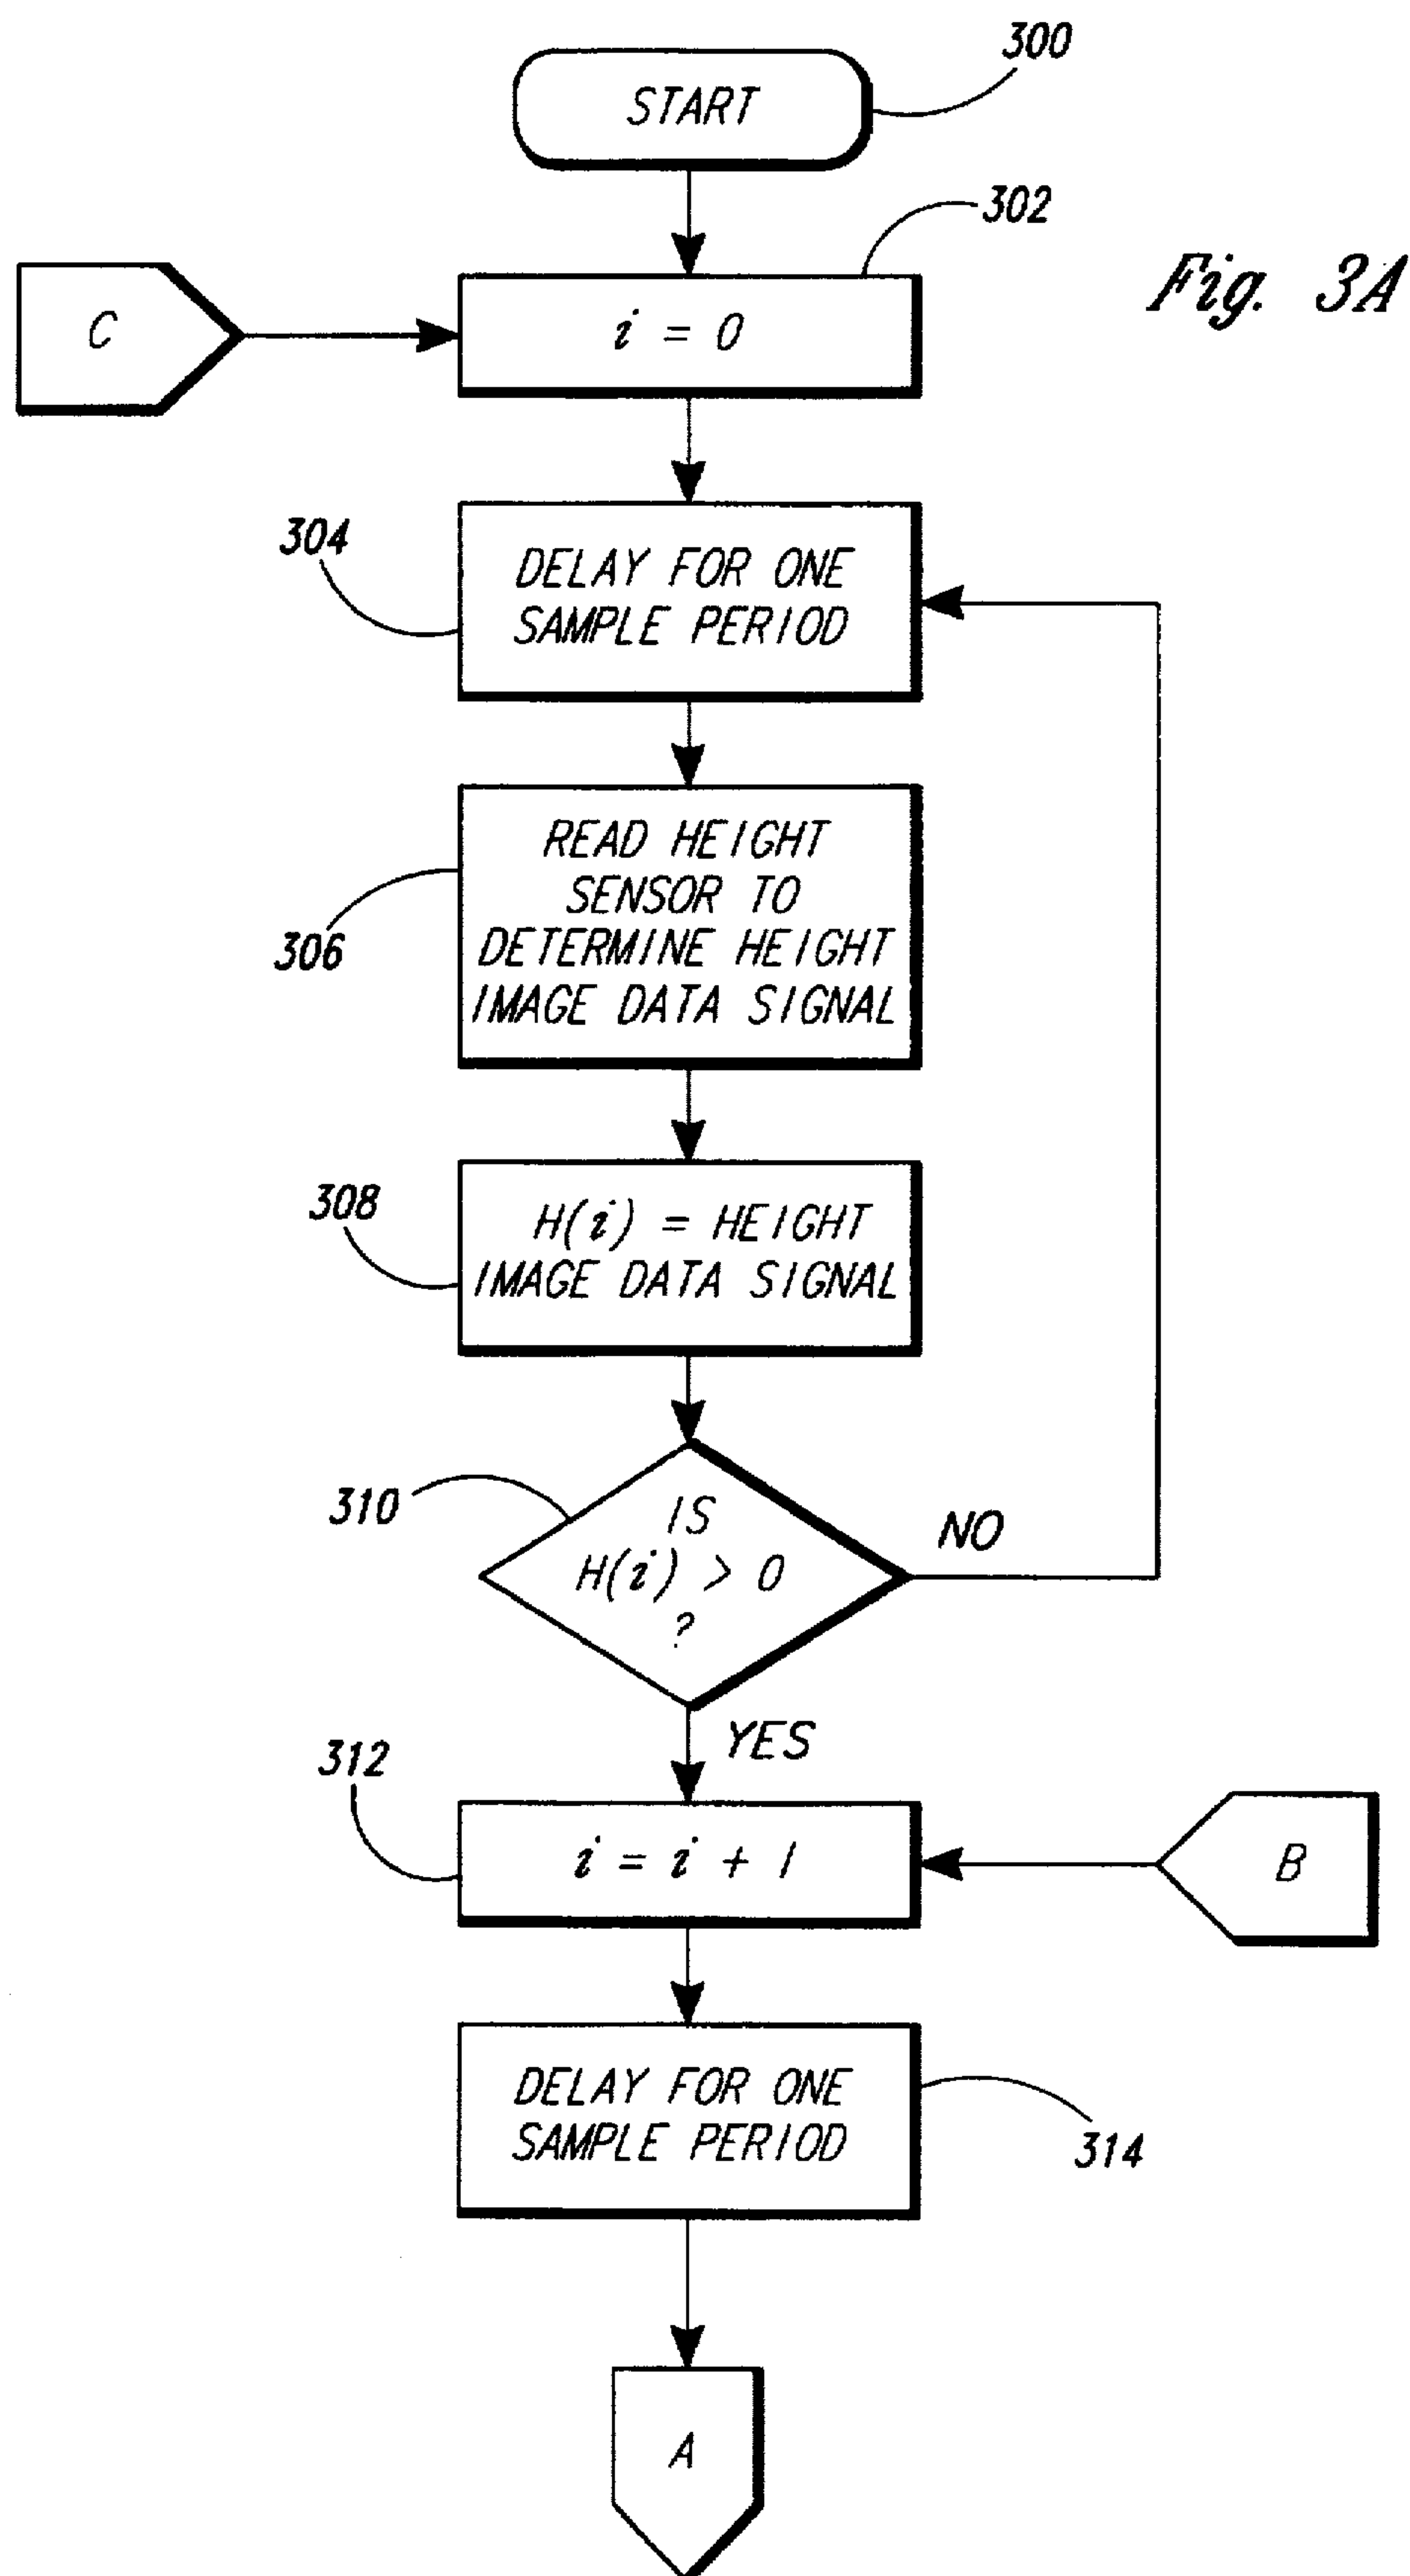 300
START
302
Fig. 3A
C
i = 0
304
DELAY FOR ONE
SAMPLE PERIOD
306
READ HEIGHT
SENSOR TO
DETERMINE HEIGHT
IMAGE DATA SIGNAL
308
H(i) = HEIGHT
IMAGE DATA SIGNAL
310
IS
H(i) > 0
?
NO
YES
312
i = i + 1
B
DELAY FOR ONE
SAMPLE PERIOD
314
A